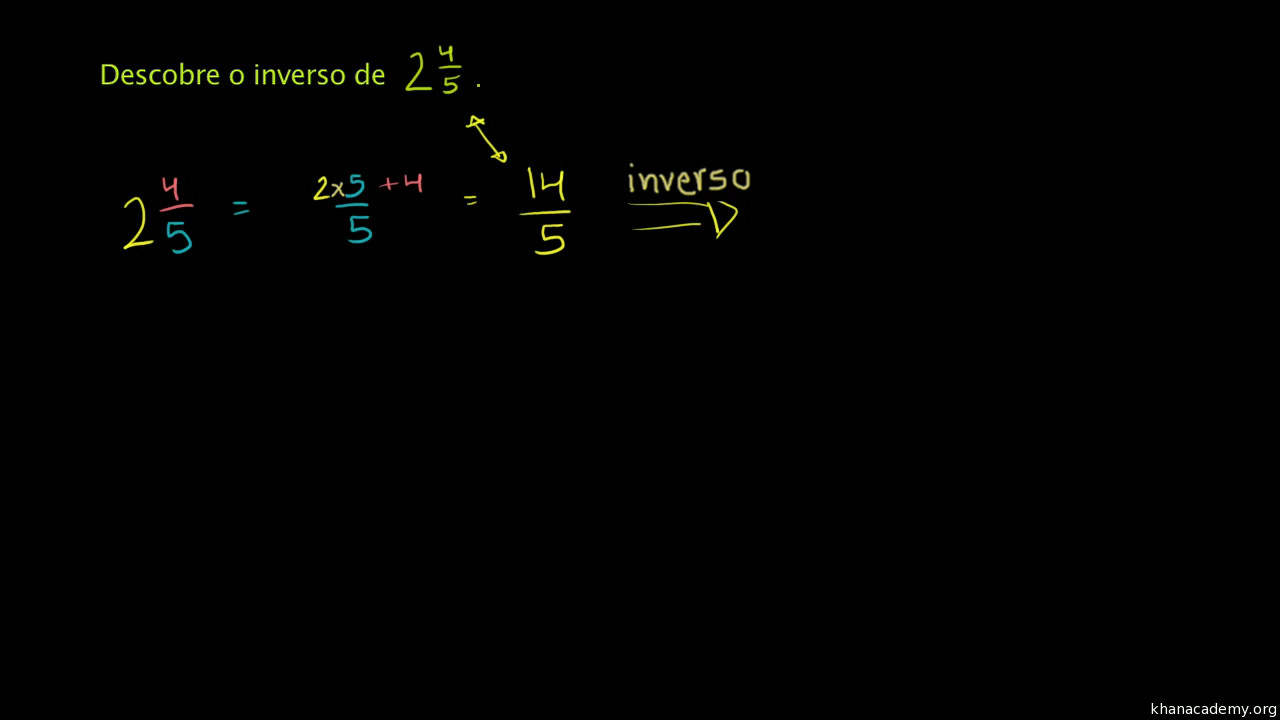 Descobre o inverso de 2 4/5 .
2 4/5 = 2x5+4/5 = 14/5 inverso
khanacademy.org